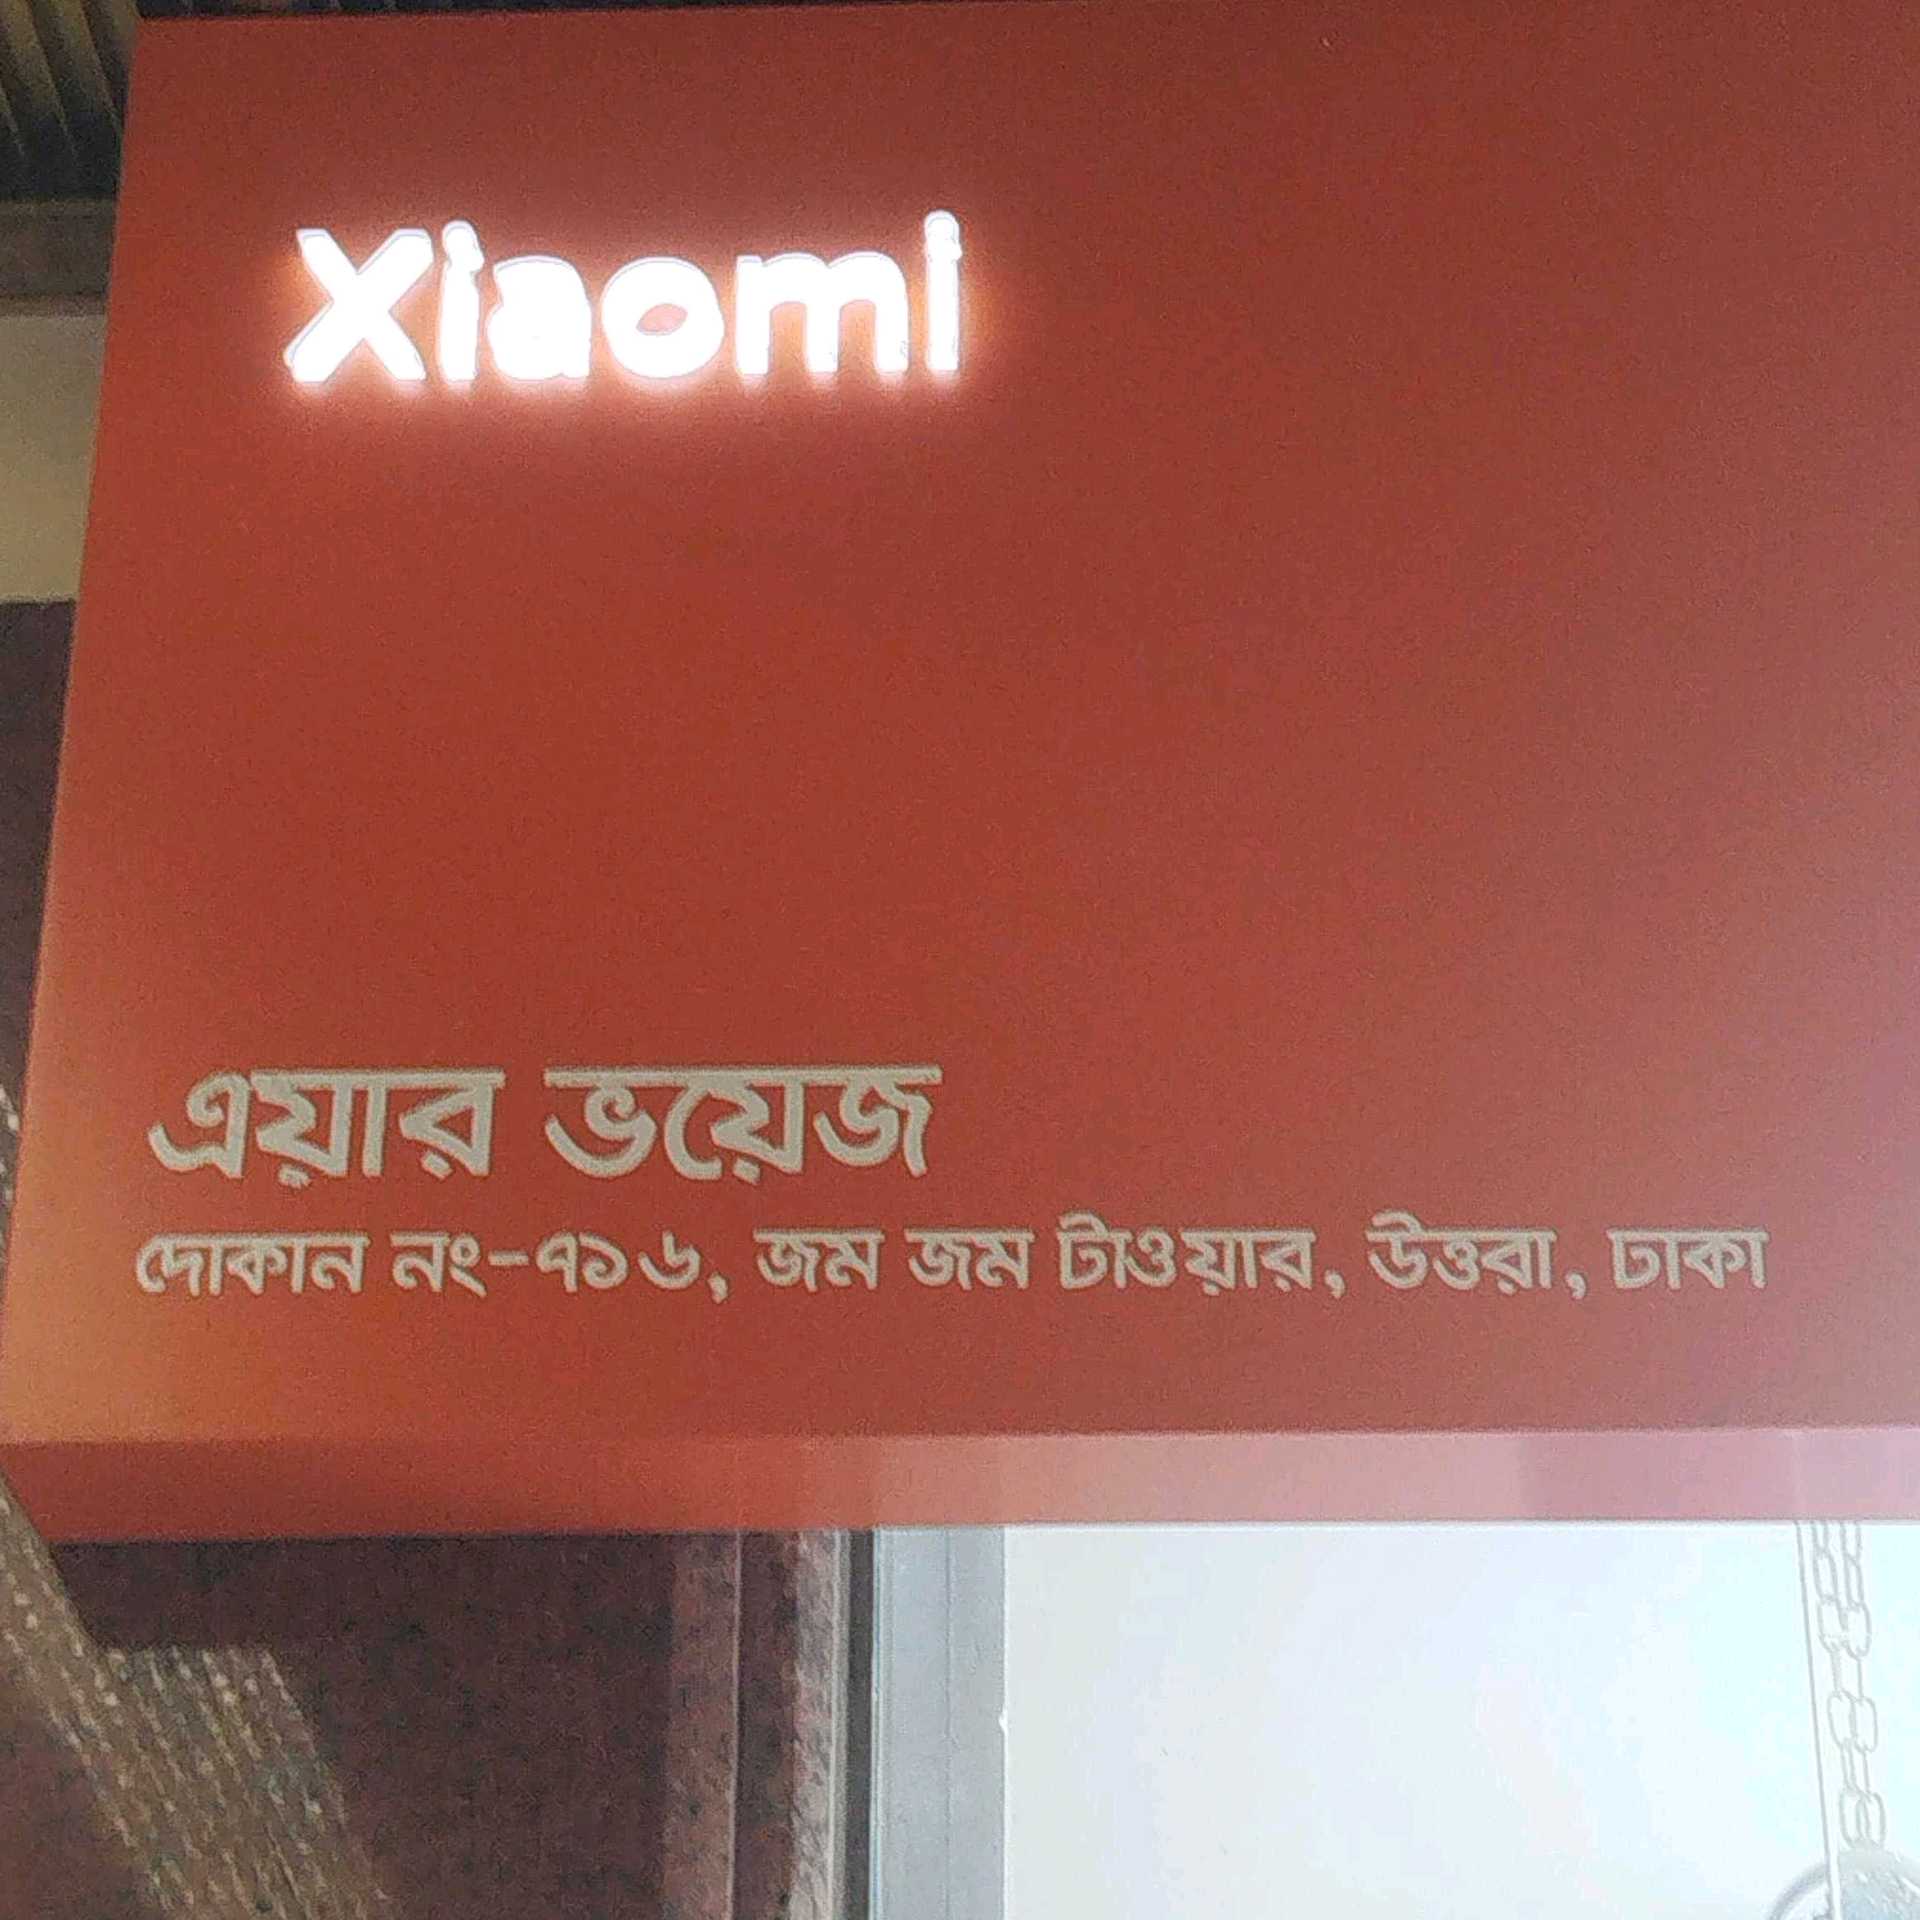 Xiaomi
এয়ার ভয়েজ
দোকান নং-৭১৬, জম জম টাওয়ার, উত্তরা, ঢাকা